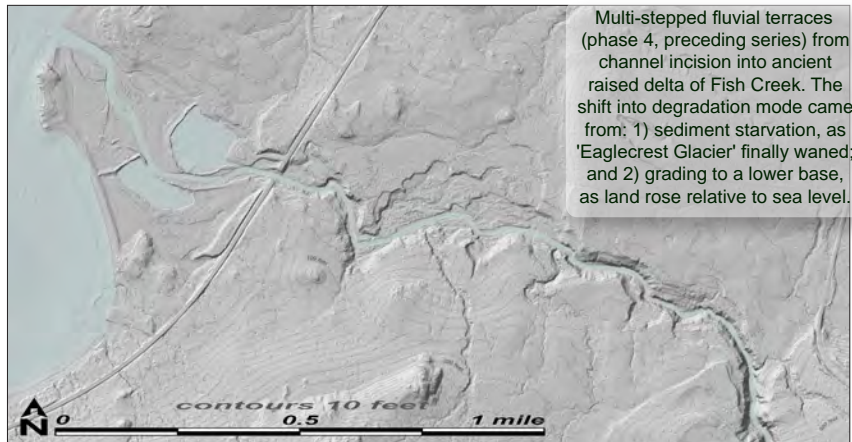 Multi-stepped fluvial terraces
(phase 4, preceding series) from
channel incision into ancient
raised delta of Fish Creek. The
shift into degradation mode came
from: 1) sediment starvation, as
'Eaglecrest Glacier' finally waned;
and 2) grading to a lower base,
as land rose relative to sea level.
contours 10 feet
0 0.5 1 mile
N